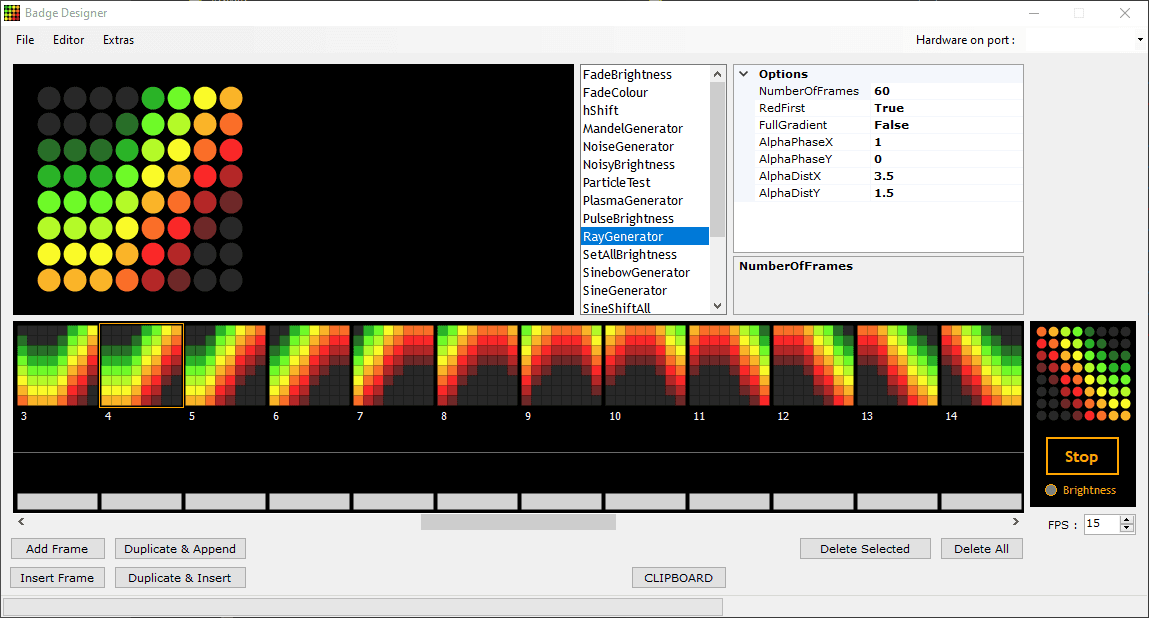 Badge Designer
File Editor Extras Hardware on port :
FadeBrightness
FadeColour
hShift
MandelGenerator
NoiseGenerator
NoisyBrightness
ParticleTest
PlasmaGenerator
PulseBrightness
RayGenerator
SetAllBrightness
SinebowGenerator
SineGenerator
SineShiftAll
Options
NumberOfFrames 60
RedFirst True
FullGradient False
AlphaPhaseX 1
AlphaPhaseY 0
AlphaDistX 3.5
AlphaDistY 1.5
NumberOfFrames
3 4 5 6 7 8 9 10 11 12 13 14
Stop
Brightness
FPS : 15
Add Frame Duplicate & Append Delete Selected Delete All
Insert Frame Duplicate & Insert CLIPBOARD